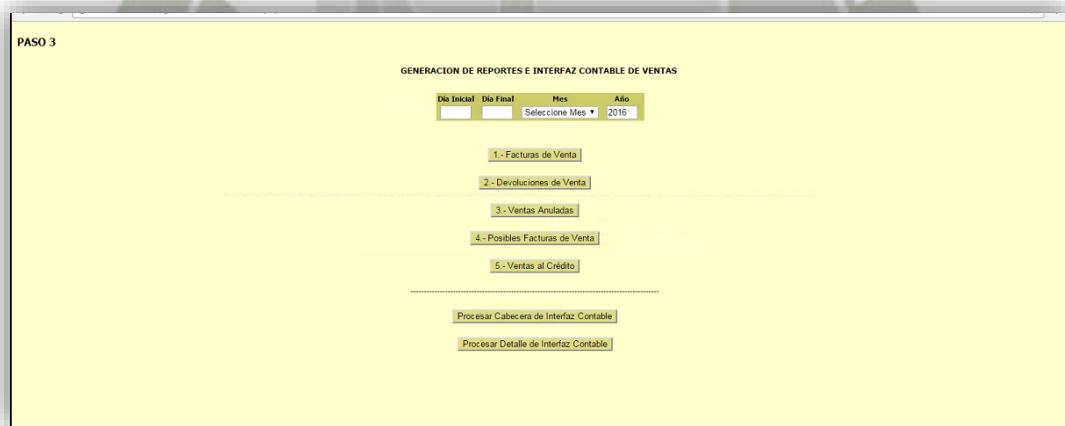 PASO 3
GENERACION DE REPORTES E INTERFAZ CONTABLE DE VENTAS
Dia Inicial Dia Final Mes Año
Seleccione Mes 2016
1.- Facturas de Venta
2.- Devoluciones de Venta
3.- Ventas Anuladas
4.- Posibles Facturas de Venta
5.- Ventas al Crédito
Procesar Cabecera de Interfaz Contable
Procesar Detalle de Interfaz Contable